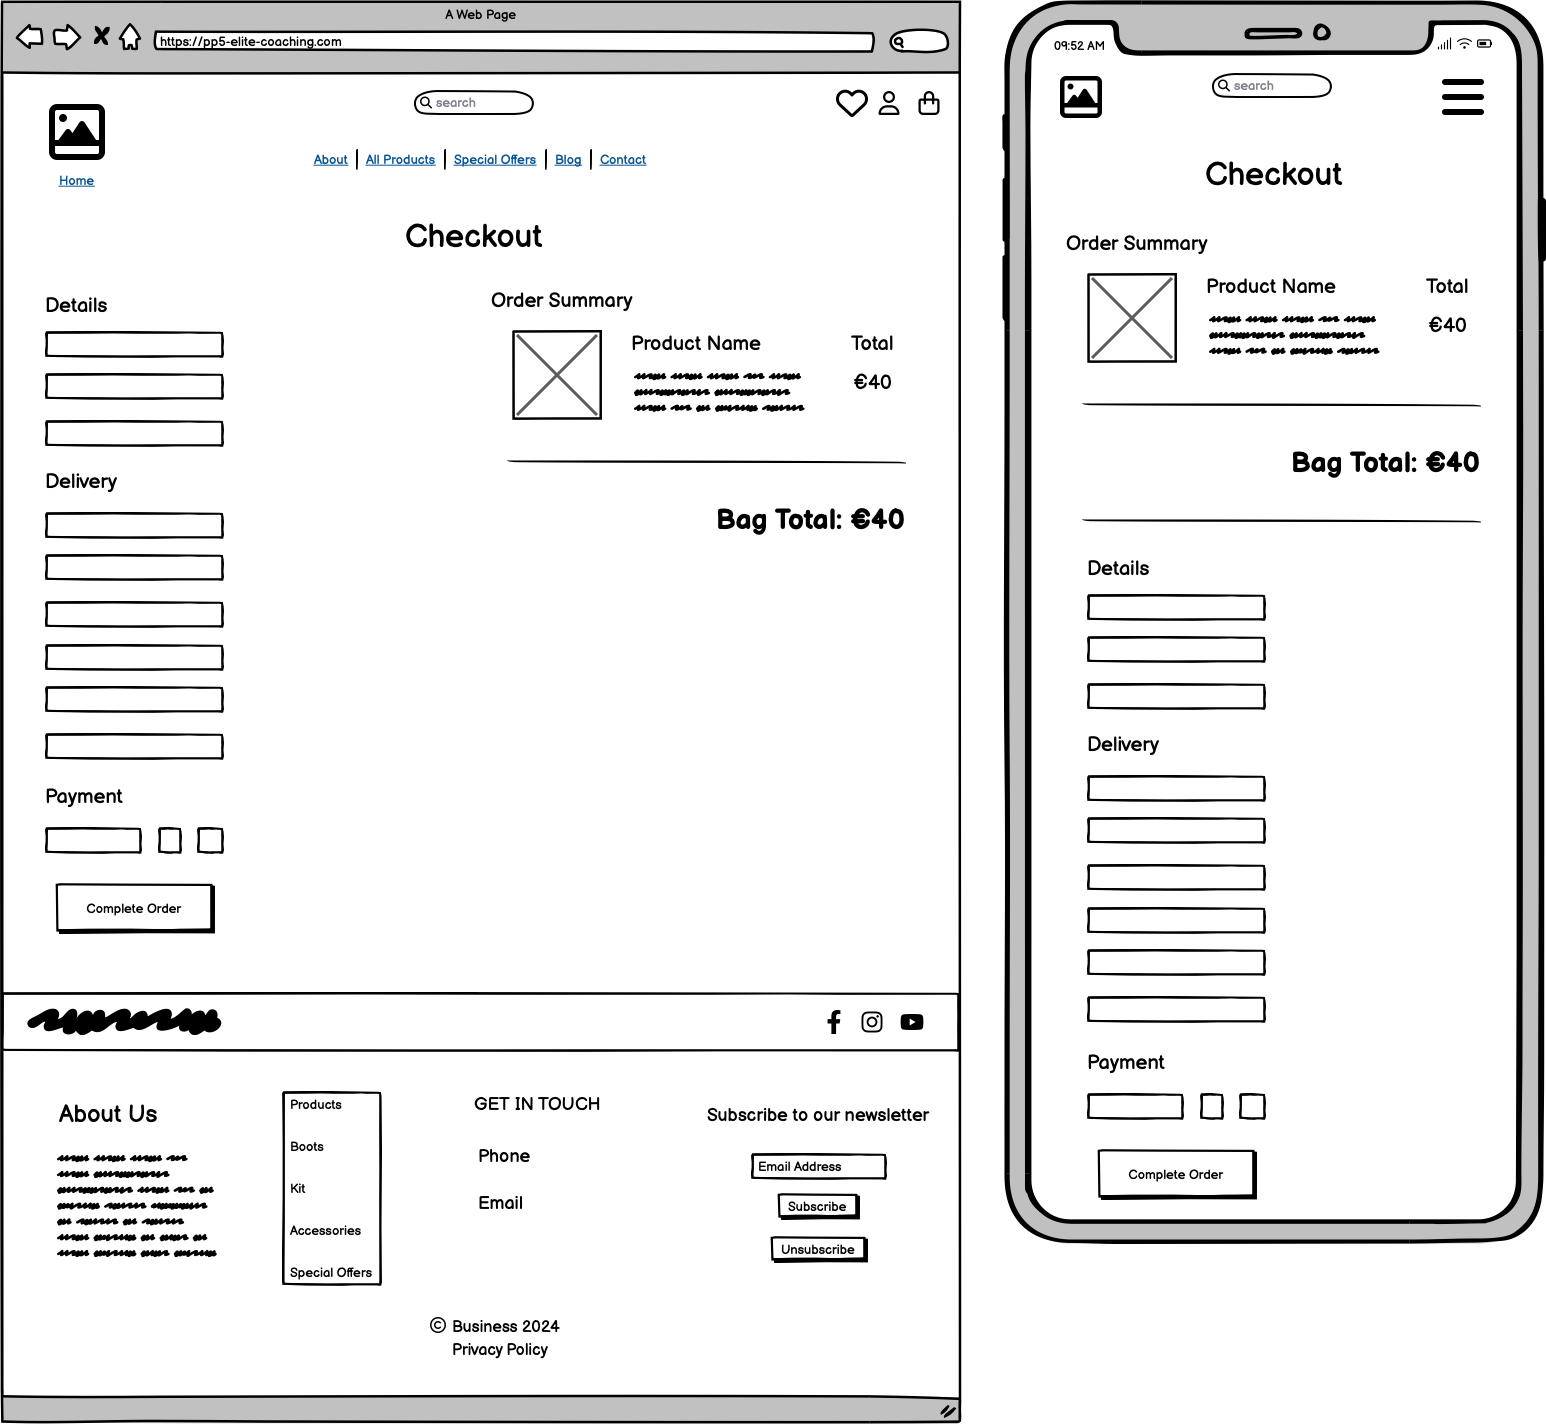 A Web Page
https://pp5-elite-coaching.com
search
Home
About | All Products | Special Offers | Blog | Contact
Checkout
Details
Delivery
Payment
Complete Order
Order Summary
Product Name
Total
€40
Bag Total: €40
About Us
Products
Boots
Kit
Accessories
Special Offers
GET IN TOUCH
Phone
Email
Subscribe to our newsletter
Email Address
Subscribe
Unsubscribe
© Business 2024
Privacy Policy
09:52 AM
search
Checkout
Order Summary
Product Name
Total
€40
Bag Total: €40
Details
Delivery
Payment
Complete Order